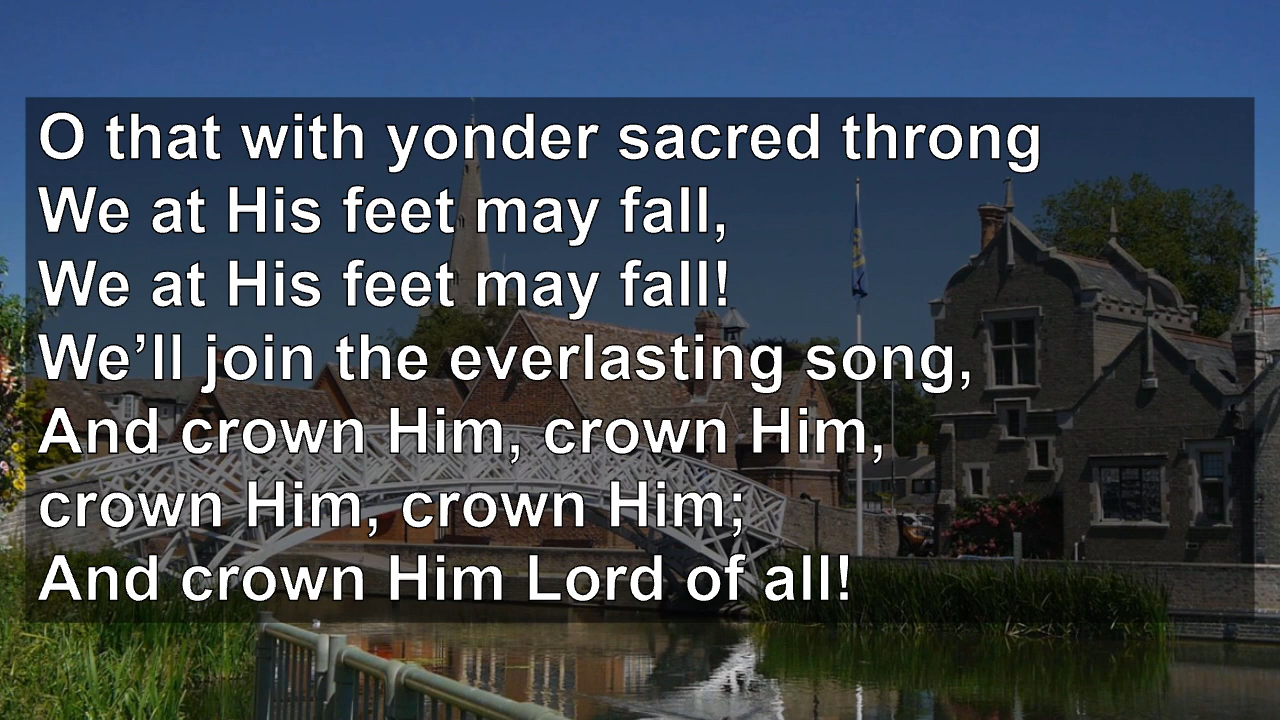 O that with yonder sacred throng
We at His feet may fall,
We at His feet may fall!
We’ll join the everlasting song,
And crown Him, crown Him,
crown Him, crown Him;
And crown Him Lord of all!